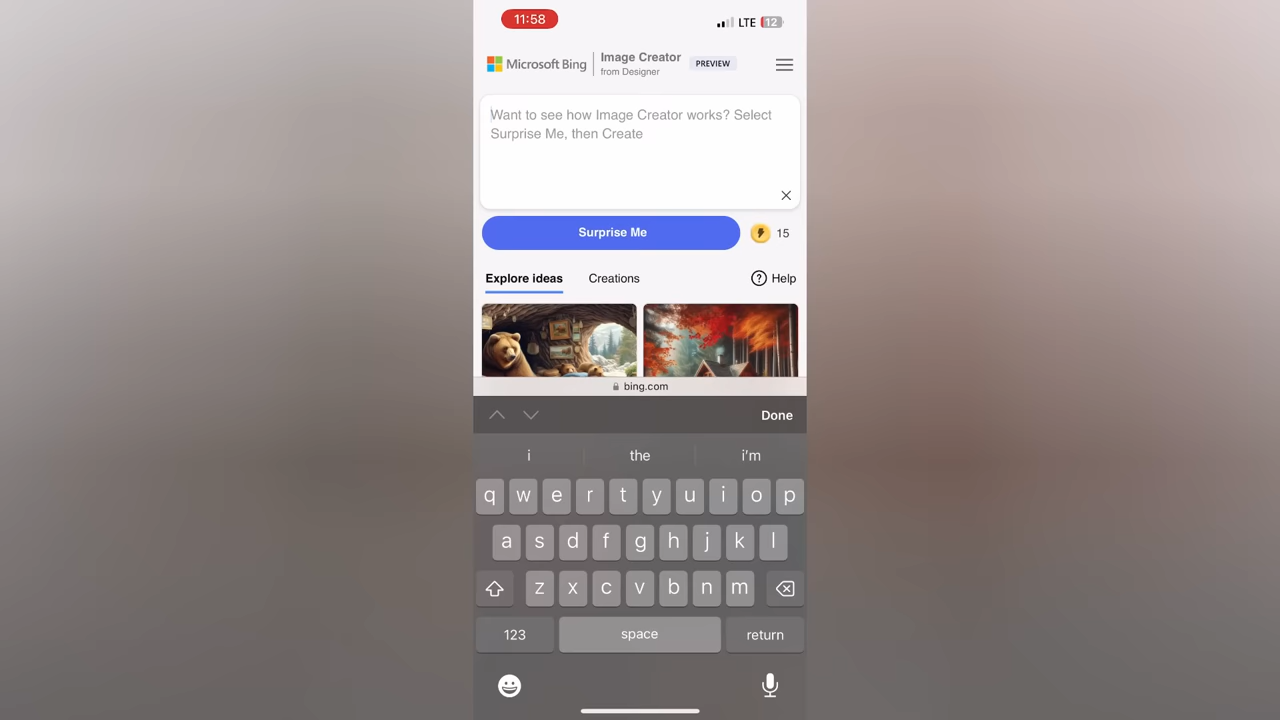 11:58
LTE 12
Microsoft Bing
Image Creator
from Designer
PREVIEW
Want to see how Image Creator works? Select
Surprise Me, then Create
Surprise Me
15
Explore ideas
Creations
Help
bing.com
Done
i the i'm
q w e r t y u i o p
a s d f g h j k l
z x c v b n m
123 space return